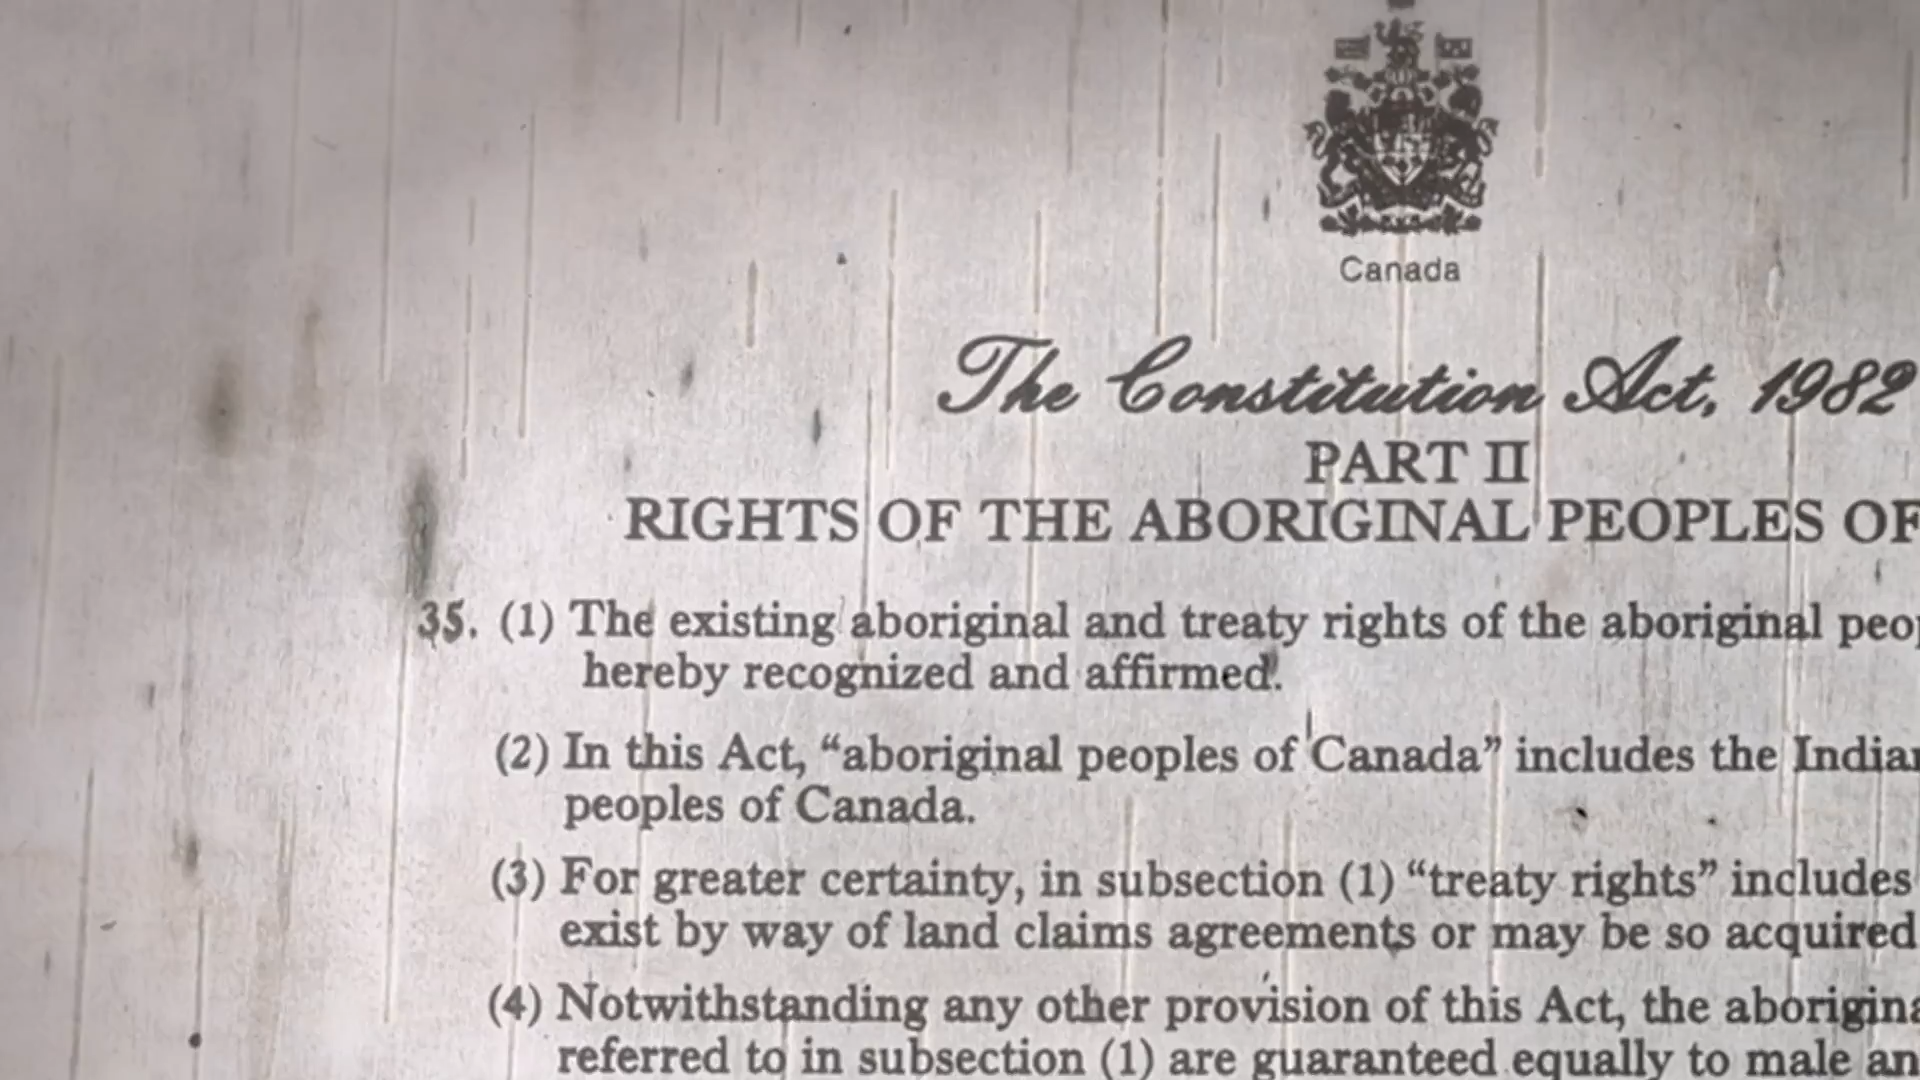 Canada
The Constitution Act, 1982
PART II
RIGHTS OF THE ABORIGINAL PEOPLES OF
35. (1) The existing aboriginal and treaty rights of the aboriginal
hereby recognized and affirmed.
(2) In this Act, “aboriginal peoples of Canada” includes the
peoples of Canada.
(3) For greater certainty, in subsection (1) “treaty rights” includes
exist by way of land claims agreements or may be so acquired
(4) Notwithstanding any other provision of this Act, the
referred to in subsection (1) are guaranteed equally to male